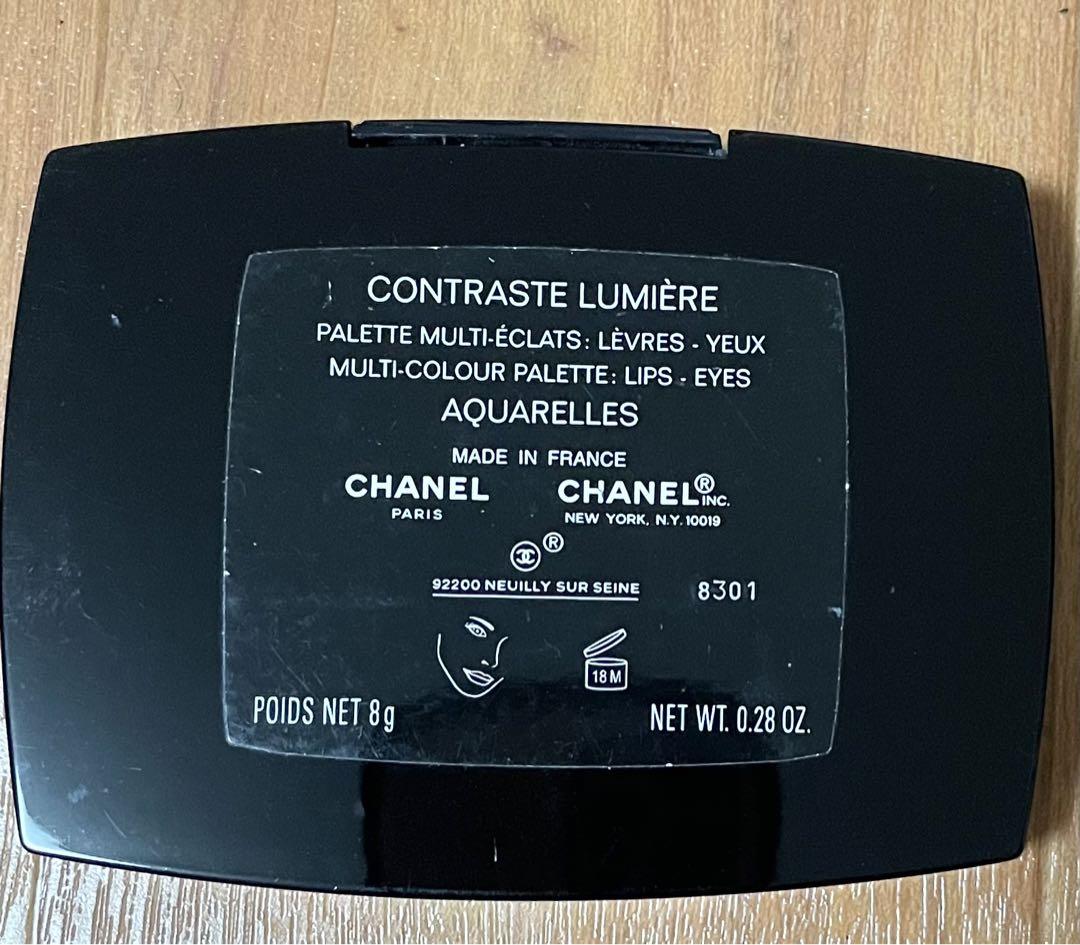 CONTRASTE LUMIÈRE
PALETTE MULTI-ÉCLATS: LÈVRES - YEUX
MULTI-COLOUR PALETTE: LIPS - EYES
AQUARELLES
MADE IN FRANCE
CHANEL CHANEL® INC.
PARIS NEW YORK, N.Y. 10019
®
92200 NEUILLY SUR SEINE 8301
18M
POIDS NET 8g NET WT. 0.28 OZ.